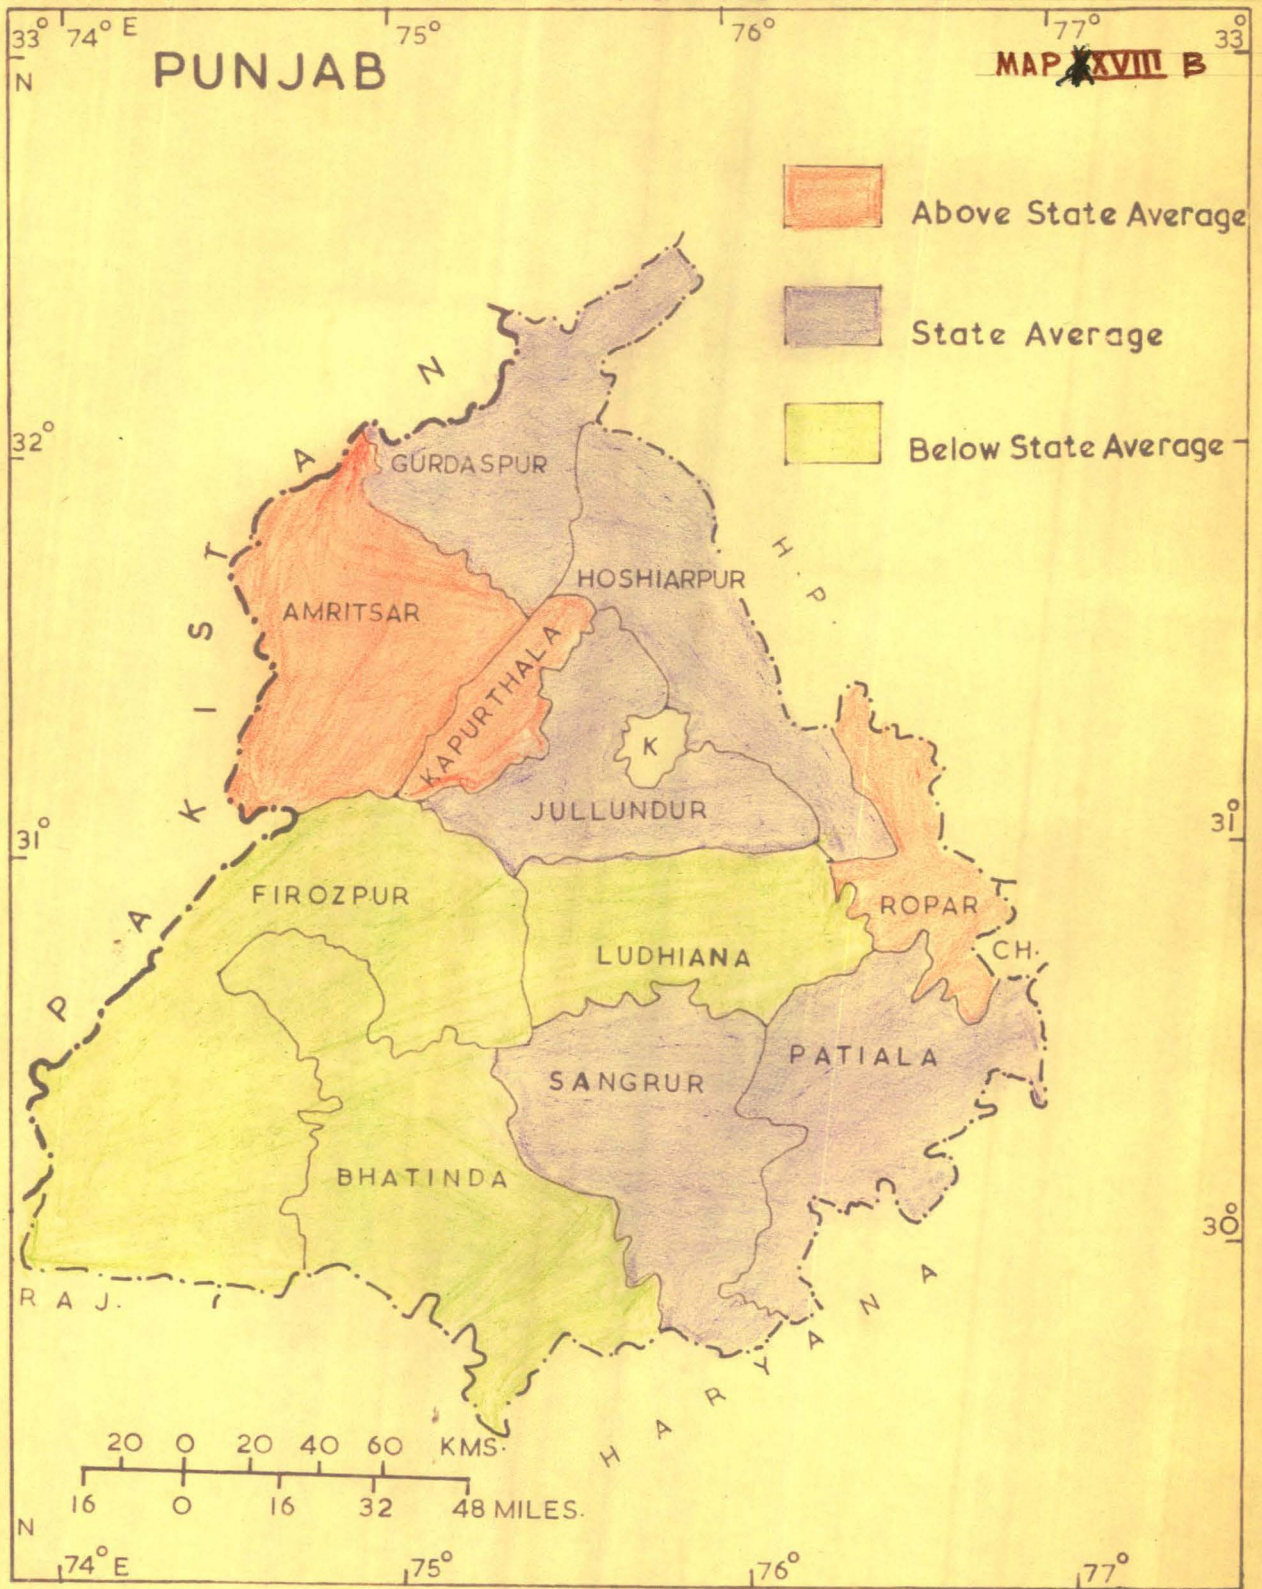 33° 74° E 75° 76° 77° 33°
N
PUNJAB
MAP XXVIII B
Above State Average
State Average
Below State Average
32°
31°
31°
30°
PAKISTAN
H.P.
GURDASPUR
HOSHIARPUR
AMRITSAR
KAPURTHALA
K
JULLUNDUR
FIROZPUR
ROPAR
LUDHIANA
CH.
PATIALA
SANGRUR
BHATINDA
RAJ.
HARYANA
20 0 20 40 60 KMS.
16 0 16 32 48 MILES.
N
74° E 75° 76° 77°